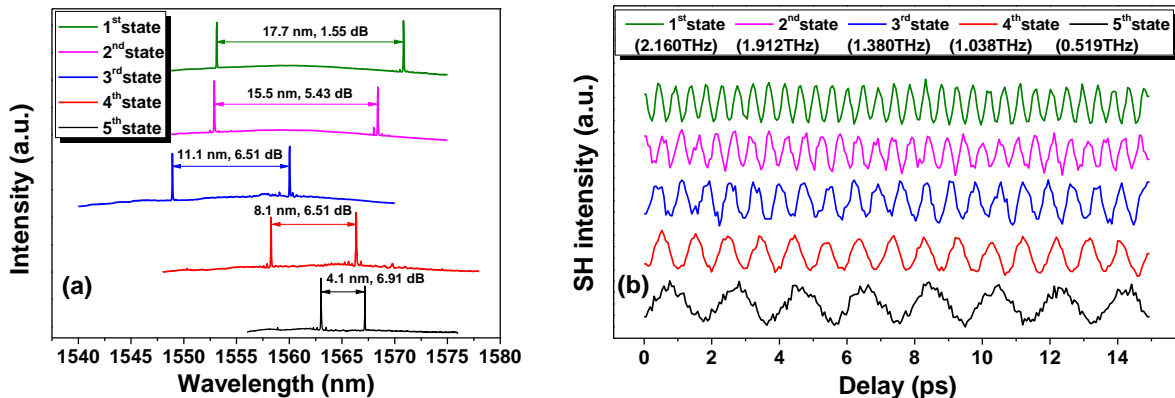 1st state
2nd state
3rd state
4th state
5th state
17.7 nm, 1.55 dB
15.5 nm, 5.43 dB
11.1 nm, 6.51 dB
8.1 nm, 6.51 dB
4.1 nm, 6.91 dB
Intensity (a.u.)
(a)
1540 1550 1560 1570 1580
Wavelength (nm)
1st state 2nd state 3rd state 4th state 5th state
(2.160THz) (1.912THz) (1.380THz) (1.038THz) (0.519THz)
SH intensity (a.u.)
(b)
0 2 4 6 8 10 12 14
Delay (ps)